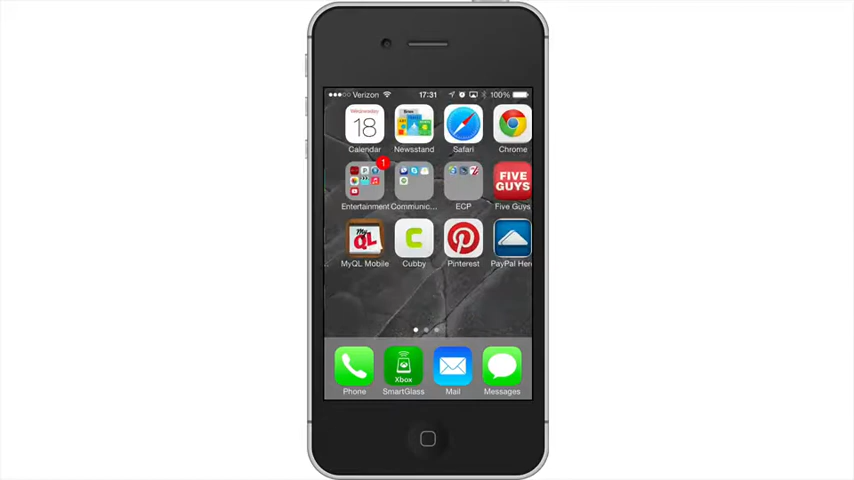 Verizon 17:31 100%
Wednesday
18
Calendar Newsstand Safari Chrome
1
FIVE
GUYS
Entertainment Communic... ECP Five Guys
My
QL
MyQL Mobile Cubby Pinterest PayPal Her
Xbox
Phone SmartGlass Mail Messages